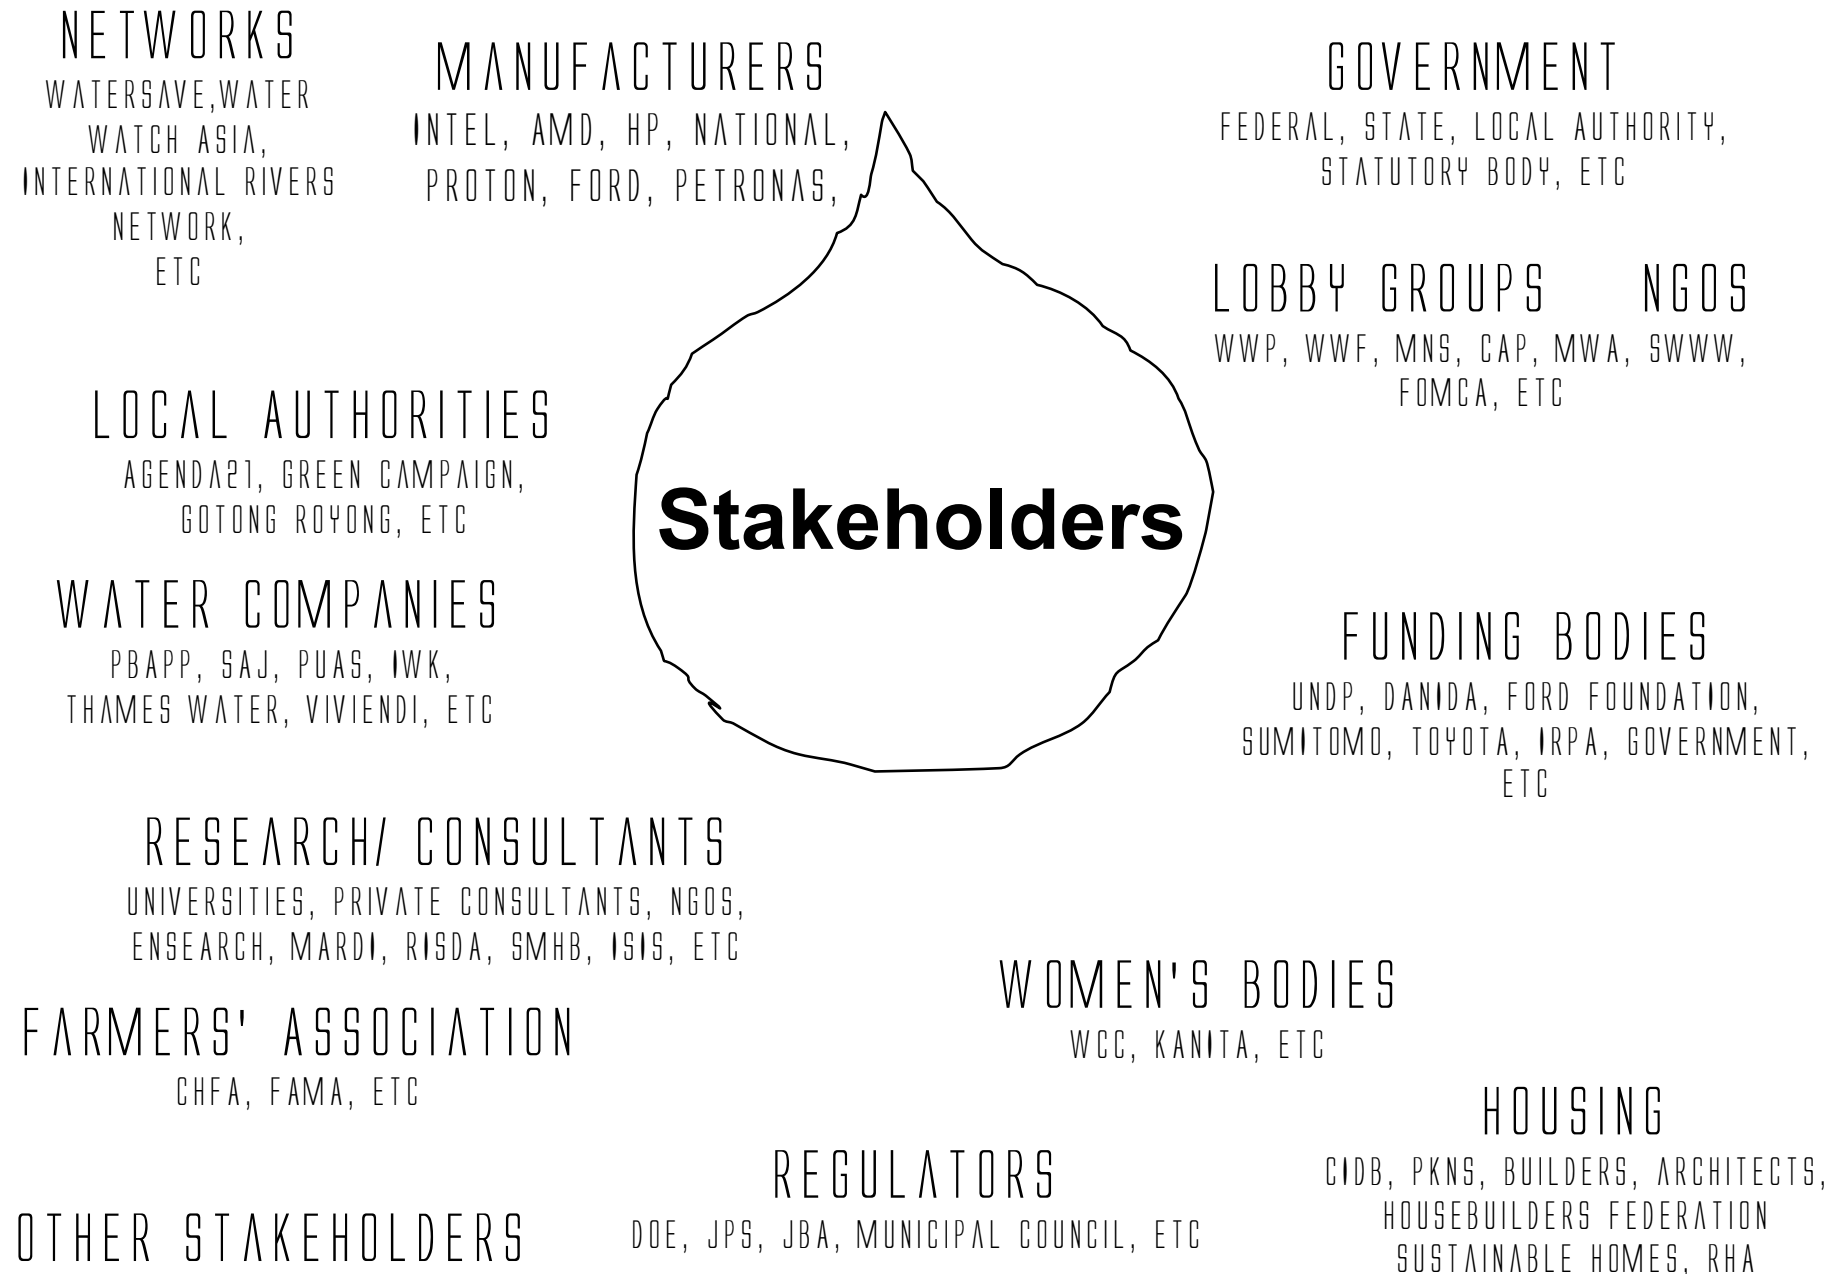 NETWORKS
WATERSAVE,WATER
WATCH ASIA,
INTERNATIONAL RIVERS
NETWORK,
ETC
MANUFACTURERS
INTEL, AMD, HP, NATIONAL,
PROTON, FORD, PETRONAS,
GOVERNMENT
FEDERAL, STATE, LOCAL AUTHORITY,
STATUTORY BODY, ETC
LOBBY GROUPS NGOS
WWP, WWF, MNS, CAP, MWA, SWWW,
FOMCA, ETC
LOCAL AUTHORITIES
AGENDA21, GREEN CAMPAIGN,
GOTONG ROYONG, ETC
Stakeholders
WATER COMPANIES
PBAPP, SAJ, PUAS, IWK,
THAMES WATER, VIVIENDI, ETC
FUNDING BODIES
UNDP, DANIDA, FORD FOUNDATION,
SUMITOMO, TOYOTA, IRPA, GOVERNMENT,
ETC
RESEARCH/ CONSULTANTS
UNIVERSITIES, PRIVATE CONSULTANTS, NGOS,
ENSEARCH, MARDI, RISDA, SMHB, ISIS, ETC
WOMEN'S BODIES
WCC, KANITA, ETC
FARMERS' ASSOCIATION
CHFA, FAMA, ETC
HOUSING
CIDB, PKNS, BUILDERS, ARCHITECTS,
HOUSEBUILDERS FEDERATION
SUSTAINABLE HOMES, RHA
REGULATORS
DOE, JPS, JBA, MUNICIPAL COUNCIL, ETC
OTHER STAKEHOLDERS